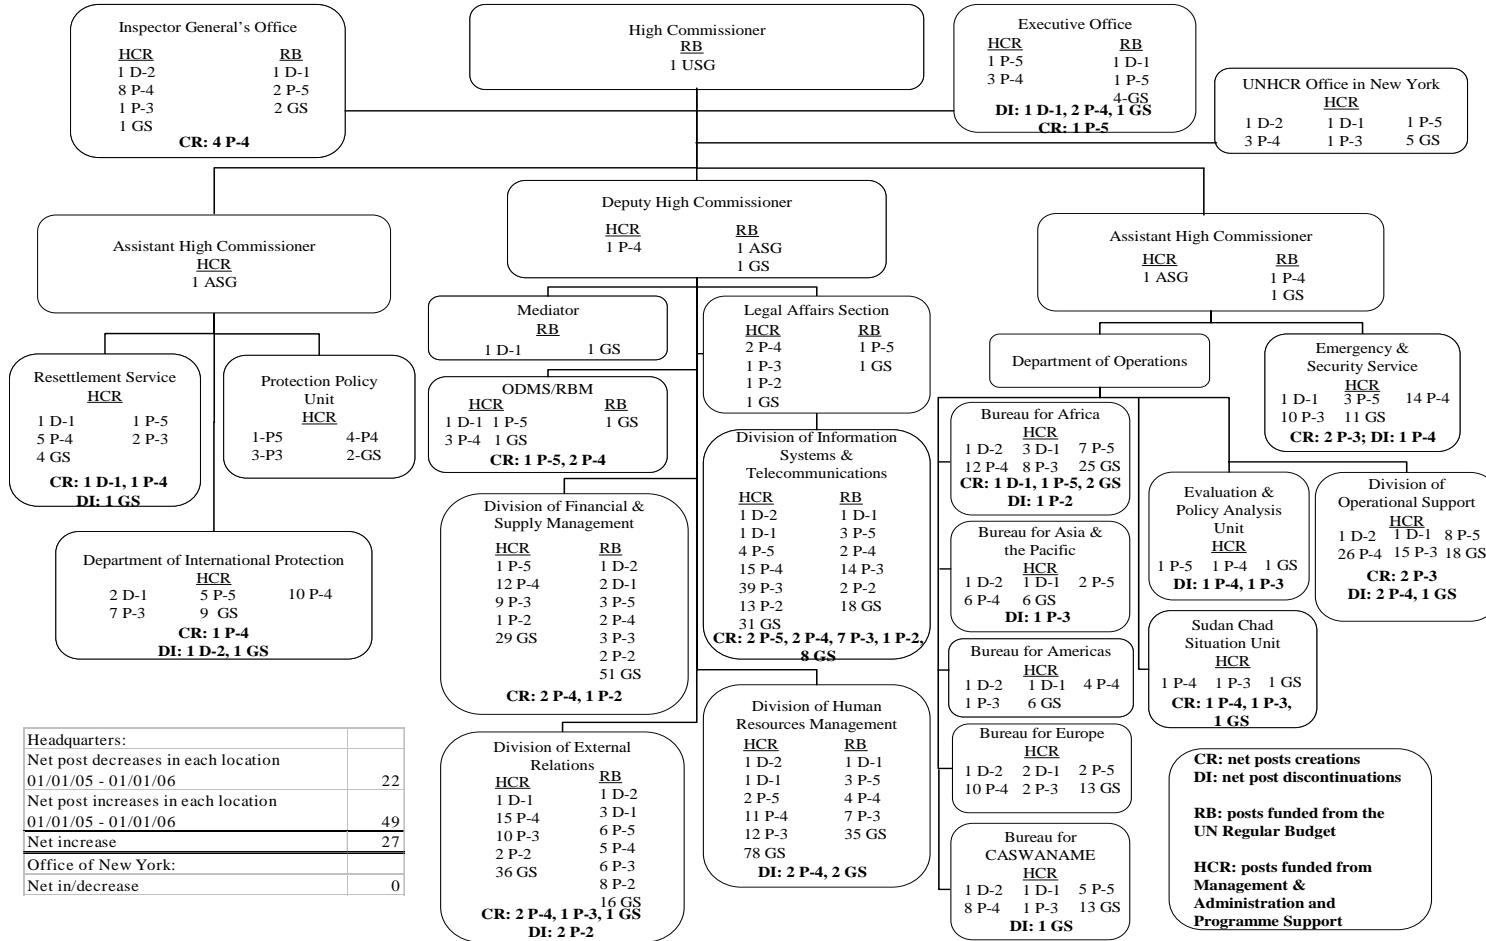 Inspector General's Office
HCR RB
1 D-2 1 D-1
8 P-4 2 P-5
1 P-3 2 GS
1 GS
CR: 4 P-4
High Commissioner
RB
1 USG
Executive Office
HCR RB
1 P-5 1 D-1
3 P-4 1 P-5
4-GS
DI: 1 D-1, 2 P-4, 1 GS
CR: 1 P-5
UNHCR Office in New York
HCR
1 D-2 1 D-1 1 P-5
3 P-4 1 P-3 5 GS
Assistant High Commissioner
HCR
1 ASG
Deputy High Commissioner
HCR RB
1 P-4 1 ASG
1 GS
Assistant High Commissioner
HCR RB
1 ASG 1 P-4
1 GS
Mediator
RB
1 D-1 1 GS
Legal Affairs Section
HCR RB
2 P-4 1 P-5
1 P-3 1 GS
1 P-2
1 GS
Department of Operations
Emergency &
Security Service
HCR
1 D-1 3 P-5 14 P-4
10 P-3 11 GS
CR: 2 P-3; DI: 1 P-4
Resettlement Service
HCR
1 D-1 1 P-5
5 P-4 2 P-3
4 GS
CR: 1 D-1, 1 P-4
DI: 1 GS
Protection Policy
Unit
HCR
1-P5 4-P4
3-P3 2-GS
ODMS/RBM
HCR RB
1 D-1 1 P-5 1 GS
3 P-4 1 GS
CR: 1 P-5, 2 P-4
Division of Information
Systems &
Telecommunications
HCR RB
1 D-2 1 D-1
1 D-1 3 P-5
4 P-5 2 P-4
15 P-4 14 P-3
39 P-3 2 P-2
13 P-2 18 GS
31 GS
CR: 2 P-5, 2 P-4, 7 P-3, 1 P-2,
8 GS
Bureau for Africa
HCR
1 D-2 3 D-1 7 P-5
12 P-4 8 P-3 25 GS
CR: 1 D-1, 1 P-5, 2 GS
DI: 1 P-2
Evaluation &
Policy Analysis
Unit
HCR
1 P-5 1 P-4 1 GS
DI: 1 P-4, 1 P-3
Division of
Operational Support
HCR
1 D-2 1 D-1 8 P-5
26 P-4 15 P-3 18 GS
CR: 2 P-3
DI: 2 P-4, 1 GS
Department of International Protection
HCR
2 D-1 5 P-5 10 P-4
7 P-3 9 GS
CR: 1 P-4
DI: 1 D-2, 1 GS
Division of Financial &
Supply Management
HCR RB
1 P-5 1 D-2
12 P-4 2 D-1
9 P-3 3 P-5
1 P-2 2 P-4
29 GS 3 P-3
2 P-2
51 GS
CR: 2 P-4, 1 P-2
Bureau for Asia &
the Pacific
HCR
1 D-2 1 D-1 2 P-5
6 P-4 6 GS
DI: 1 P-3
Sudan Chad
Situation Unit
HCR
1 P-4 1 P-3 1 GS
CR: 1 P-4, 1 P-3,
1 GS
Bureau for Americas
HCR
1 D-2 1 D-1 4 P-4
1 P-3 6 GS
Division of External
Relations
HCR RB
1 D-1 1 D-2
15 P-4 3 D-1
10 P-3 6 P-5
2 P-2 5 P-4
36 GS 6 P-3
8 P-2
16 GS
CR: 2 P-4, 1 P-3, 1 GS
DI: 2 P-2
Division of Human
Resources Management
HCR RB
1 D-2 1 D-1
1 D-1 3 P-5
2 P-5 4 P-4
11 P-4 7 P-3
12 P-3 35 GS
78 GS
DI: 2 P-4, 2 GS
Bureau for Europe
HCR
1 D-2 2 D-1 2 P-5
10 P-4 2 P-3 13 GS
Bureau for
CASWANAME
HCR
1 D-2 1 D-1 5 P-5
8 P-4 1 P-3 13 GS
DI: 1 GS
Headquarters:
Net post decreases in each location
01/01/05 - 01/01/06 22
Net post increases in each location
01/01/05 - 01/01/06 49
Net increase 27
Office of New York:
Net in/decrease 0
CR: net posts creations
DI: net post discontinuations
RB: posts funded from the
UN Regular Budget
HCR: posts funded from
Management &
Administration and
Programme Support